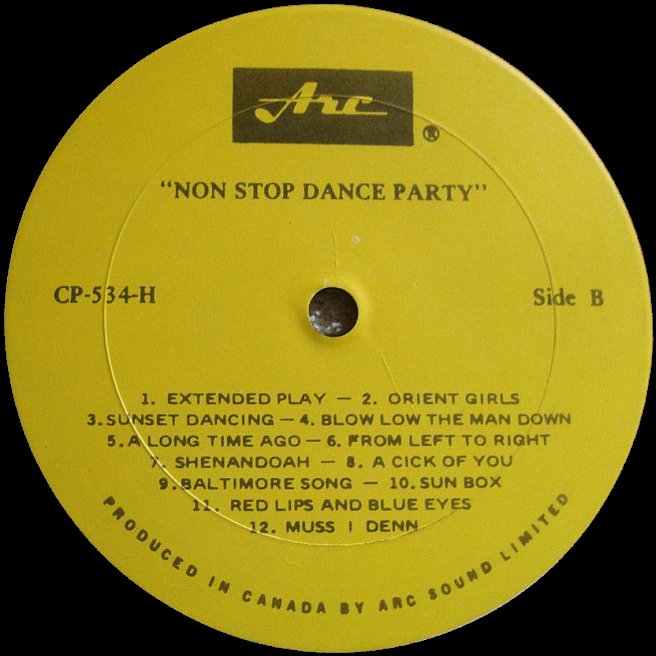 Arc
®
"NON STOP DANCE PARTY"
CP-534-H
Side B
1. EXTENDED PLAY — 2. ORIENT GIRLS
3. SUNSET DANCING — 4. BLOW LOW THE MAN DOWN
5. A LONG TIME AGO — 6. FROM LEFT TO RIGHT
7. SHENANDOAH — 8. A CICK OF YOU
9. BALTIMORE SONG — 10. SUN BOX
11. RED LIPS AND BLUE EYES
12. MUSS I DENN
PRODUCED IN CANADA BY ARC SOUND LIMITED